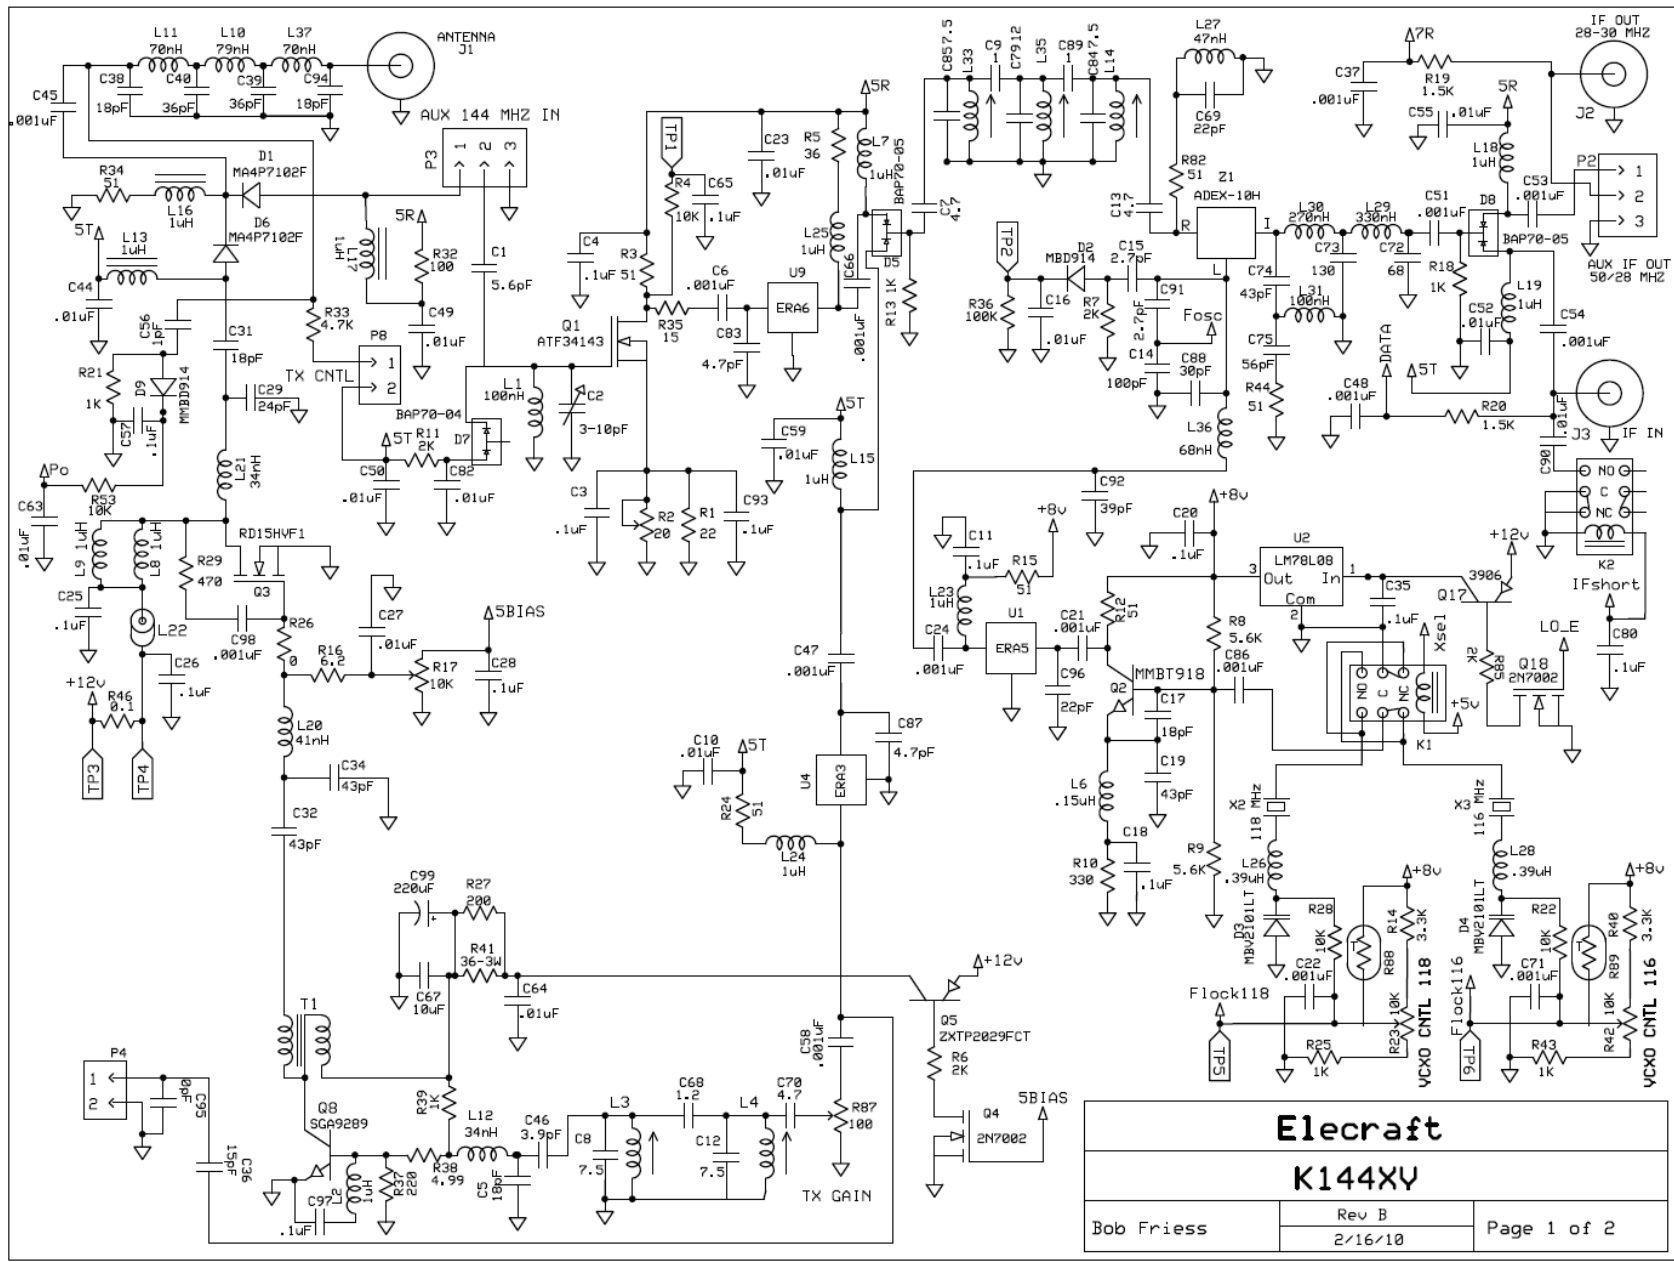 L11
70nH
L10
79nH
L37
70nH
ANTENNA
J1
C45
.001uF
C38
18pF
C40
36pF
C39
36pF
C94
18pF
AUX 144 MHZ IN
P3
1 2 3
R34
51
L16
1uH
D1
MA4P7102F
D6
MA4P7102F
5T
L13
1uH
C44
.01uF
C56
1pF
R21
1K
D9
MMBD914
C57
.1uF
C31
18pF
C29
24pF
R33
4.7K
TX CNTL
P8
1
2
L17
1uH
5R
R32
100
C49
.01uF
C1
5.6pF
Q1
ATF34143
BAP70-04
D7
5T
R11
2K
C50
.01uF
C82
.01uF
L1
100nH
C2
3-10pF
C3
.1uF
R2
20
R1
22
C93
.1uF
C4
.1uF
R3
51
TP1
R4
10K
C65
.1uF
C23
.01uF
R5
36
5R
L7
1uH
BAP70-05
D5
L25
1uH
C66
.001uF
C6
.001uF
R35
15
C83
4.7pF
U9
ERA6
R13 1K
C7
4.7
C85
7.5
L33
C9
1
C79
12
L35
C89
1
C84
7.5
L14
L27
47nH
C69
22pF
R82
51
C13
4.7
Z1
ADEX-10H
R I
L
TP2
R36
100K
C16
.01uF
D2
MBD914
R7
2K
C15
2.7pF
C91
2.7pF
Fosc
C14
100pF
C88
30pF
L36
68nH
C92
39pF
L30
270nH
L29
330nH
C74
43pF
C73
130
C72
68
L31
100nH
C75
56pF
R44
51
C48
.001uF
DATA
5T
R20
1.5K
C37
.001uF
7R
R19
1.5K
IF OUT
28-30 MHZ
J2
C55
.01uF
5R
L18
1uH
C51
.001uF
D8
BAP70-05
C53
.001uF
P2
1
2
3
AUX IF OUT
50/28 MHZ
R18
1K
C52
.01uF
L19
1uH
C54
.001uF
J3
IF IN
C90
.01uF
NO
C
NC
K2
IFshort
C80
.1uF
Po
R53
10K
C63
.01uF
L21
34nH
RD15HVF1
Q3
L9 1uH
L8 1uH
R29
470
C25
.1uF
L22
C98
.001uF
C26
.1uF
R26
0
+12v
R46
0.1
TP3
TP4
R16
6.2
C27
.01uF
R17
10K
5BIAS
C28
.1uF
L20
41nH
C34
43pF
C32
43pF
C59
.01uF
5T
L15
1uH
C47
.001uF
C87
4.7pF
U4
ERA3
C10
.01uF
5T
R24
51
L24
1uH
C11
.1uF
+8v
R15
51
L23
1uH
C24
.001uF
U1
ERA5
C21
.001uF
C96
22pF
R12
51
C20
.1uF
+8v
R8
5.6K
MMBT918
Q2
C17
18pF
C86
.001uF
C19
43pF
L6
.15uH
R10
330
C18
.1uF
R9
5.6K
U2
LM78L08
3 Out In 1
Com
2
C35
.1uF
3906
Q17
+12v
R85
2K
Q18
2N7002
LO_E
Xsel
NO
C
NC
+5v
K1
X2
118 MHz
L26
.39uH
D3
MBV2101LT
R28
10K
C22
.001uF
Flock118
TP5
R25
1K
T
R88
R14
3.3K
+8v
R23 10K
VCXO CNTL 118
X3
116 MHz
L28
.39uH
D4
MBV2101LT
R22
10K
C71
.001uF
Flock116
TP6
R43
1K
T
R89
R40
3.3K
+8v
R42 10K
VCXO CNTL 116
C99
220uF
+
R27
200
R41
36-3W
C67
10uF
C64
.01uF
+12v
Q5
ZXTP2029FCT
R6
2K
Q4
2N7002
5BIAS
T1
P4
1
2
0pF
C95
15pF
C36
Q8
SGA9289
C97
.1uF
L2
1uH
R37
220
R39
1K
R38
4.99
L12
34nH
C5
18pF
C46
3.9pF
L3
C8
7.5
C68
1.2
L4
C12
7.5
C70
4.7
R87
100
C58
.001uF
TX GAIN
Elecraft
K144XV
Bob Friess
Rev B
2/16/10
Page 1 of 2